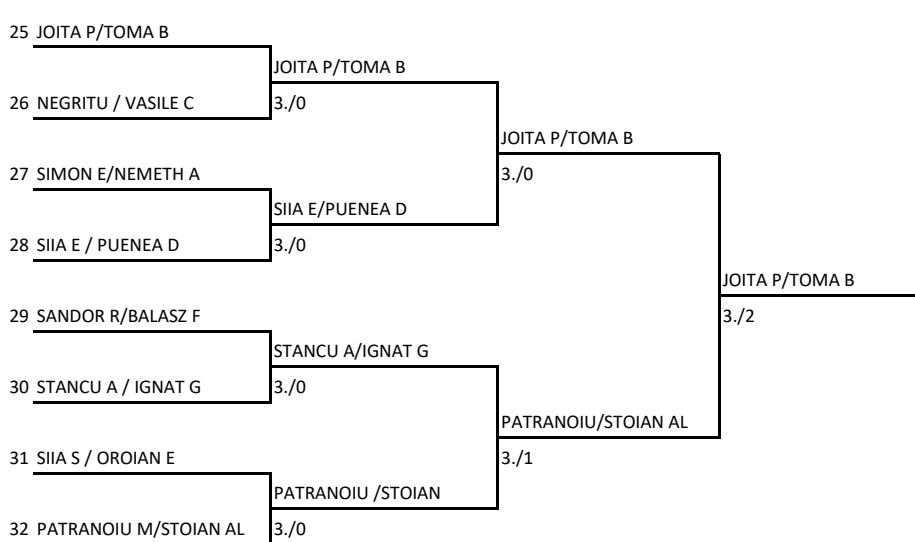 25 JOITA P/TOMA B
JOITA P/TOMA B
26 NEGRITU / VASILE C
3./0
JOITA P/TOMA B
27 SIMON E/NEMETH A
3./0
SIIA E/PUENEA D
28 SIIA E / PUENEA D
3./0
JOITA P/TOMA B
29 SANDOR R/BALASZ F
3./2
STANCU A/IGNAT G
30 STANCU A / IGNAT G
3./0
PATRANOIU/STOIAN AL
31 SIIA S / OROIAN E
3./1
PATRANOIU /STOIAN
32 PATRANOIU M/STOIAN AL
3./0